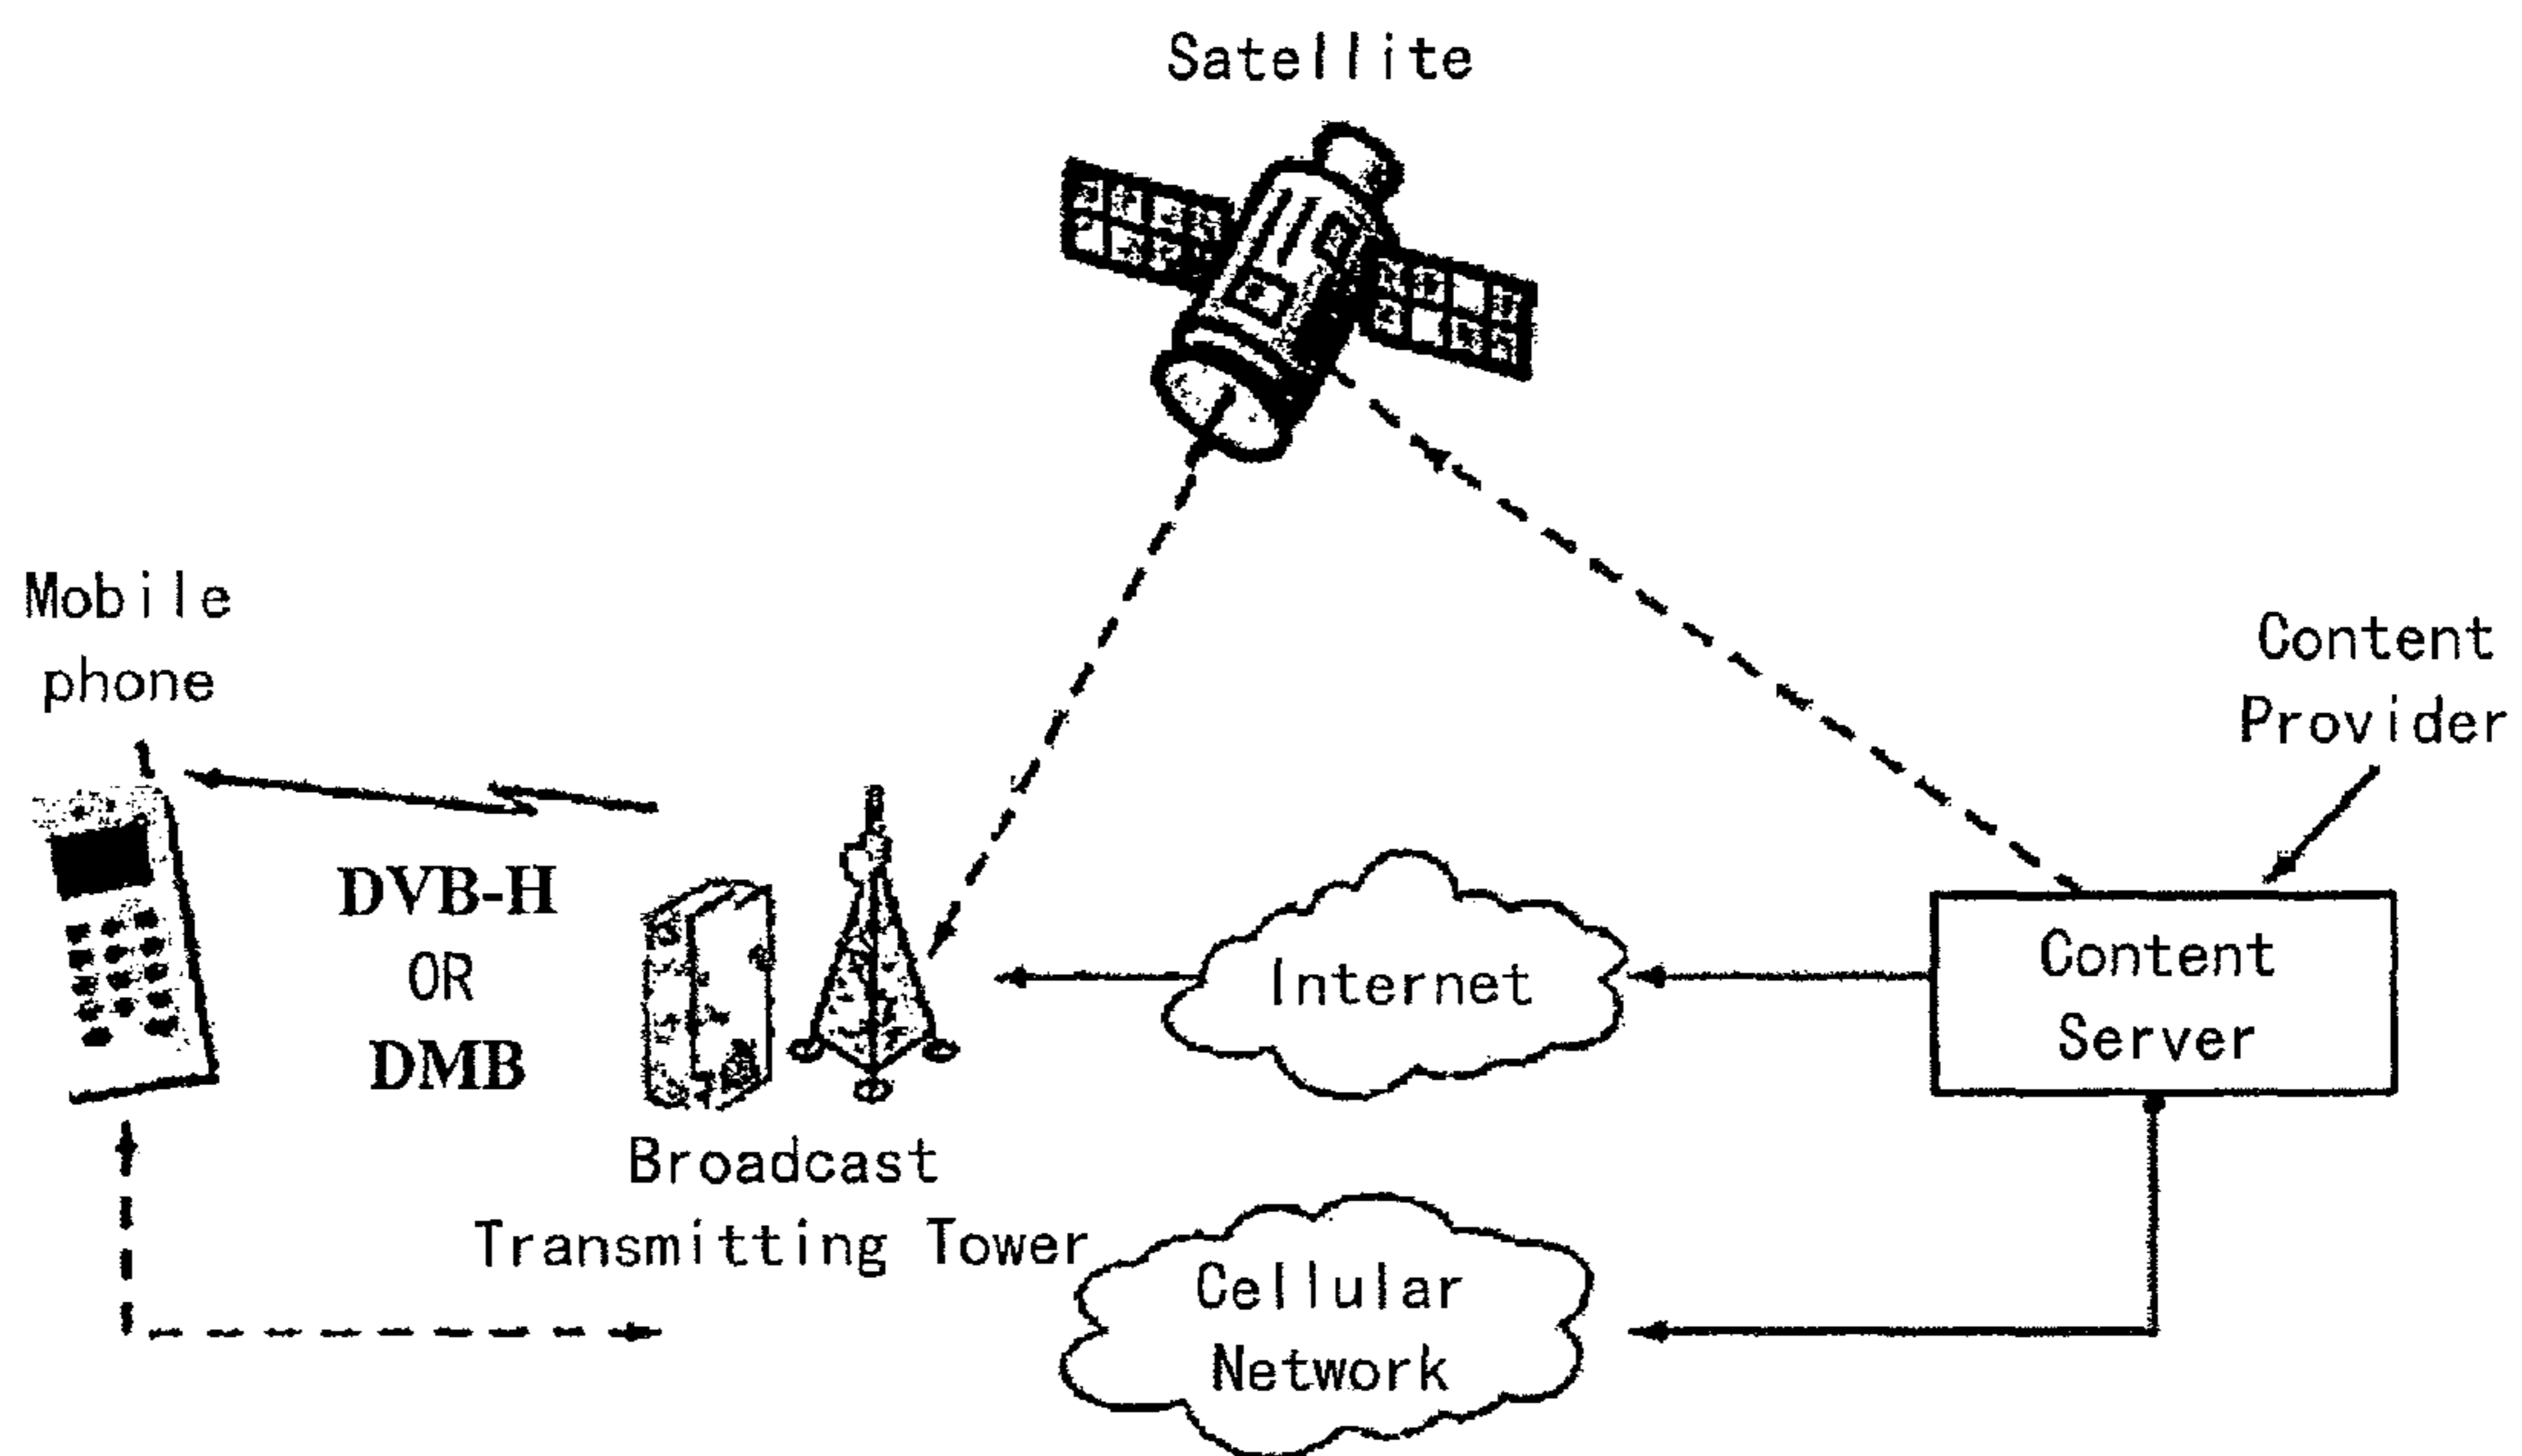 Satellite
Mobile
phone
Content
Provider
DVB-H
OR
DMB
Internet
Content
Server
Broadcast
Transmitting Tower
Cellular
Network